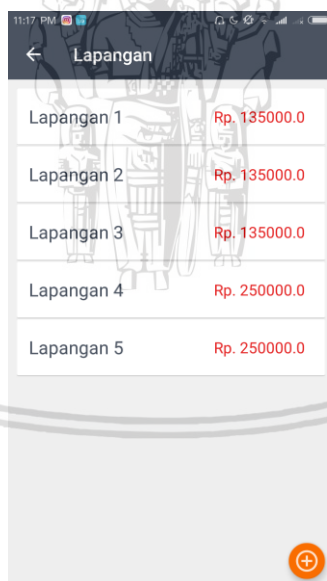 11:17 PM
Lapangan
Lapangan 1 Rp. 135000.0
Lapangan 2 Rp. 135000.0
Lapangan 3 Rp. 135000.0
Lapangan 4 Rp. 250000.0
Lapangan 5 Rp. 250000.0